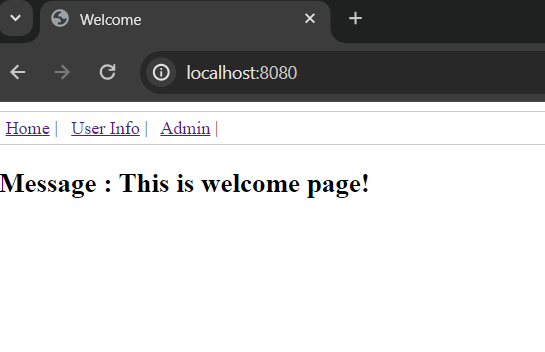 Welcome
localhost:8080
Home | User Info | Admin |
Message : This is welcome page!